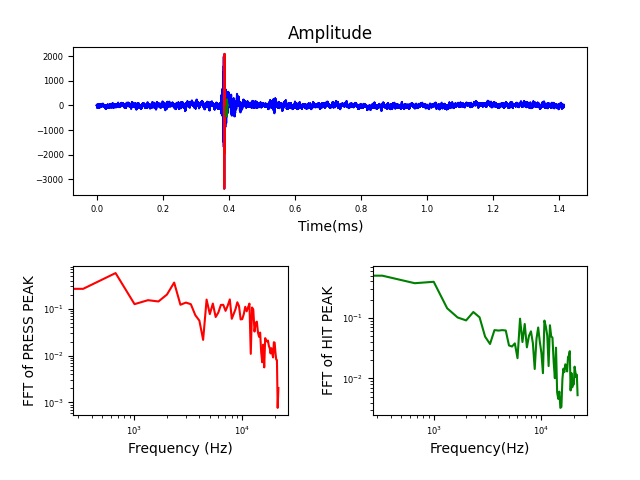 Amplitude
2000
1000
0
−1000
−2000
−3000
0.0 0.2 0.4 0.6 0.8 1.0 1.2 1.4
Time(ms)
FFT of PRESS PEAK
10⁻¹
10⁻²
10⁻³
10³ 10⁴
Frequency (Hz)
FFT of HIT PEAK
10⁻¹
10⁻²
10³ 10⁴
Frequency(Hz)